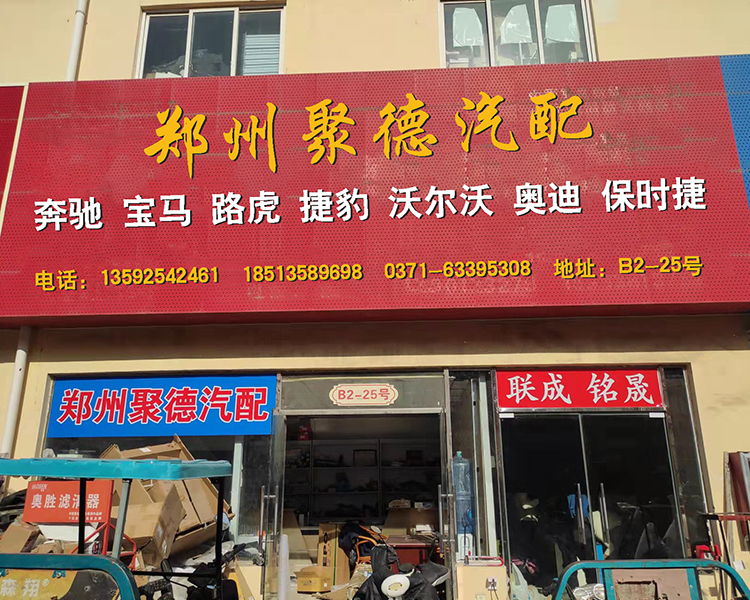 郑州聚德汽配
奔驰 宝马 路虎 捷豹 沃尔沃 奥迪 保时捷
电话：13592542461 18513589698 0371-63395308 地址：B2-25号
郑州聚德汽配
B2-25号
联成 铭晟
奥胜滤清器
森翔